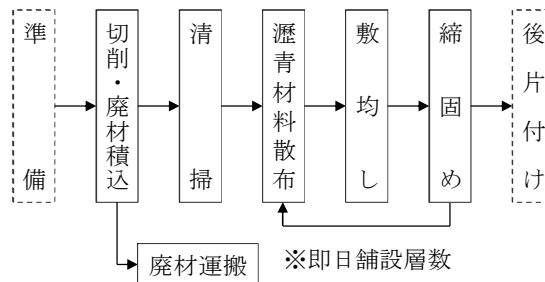 準備
切削・廃材積込
清掃
瀝青材料散布
敷均し
締固め
後片付け
廃材運搬
※即日舗設層数